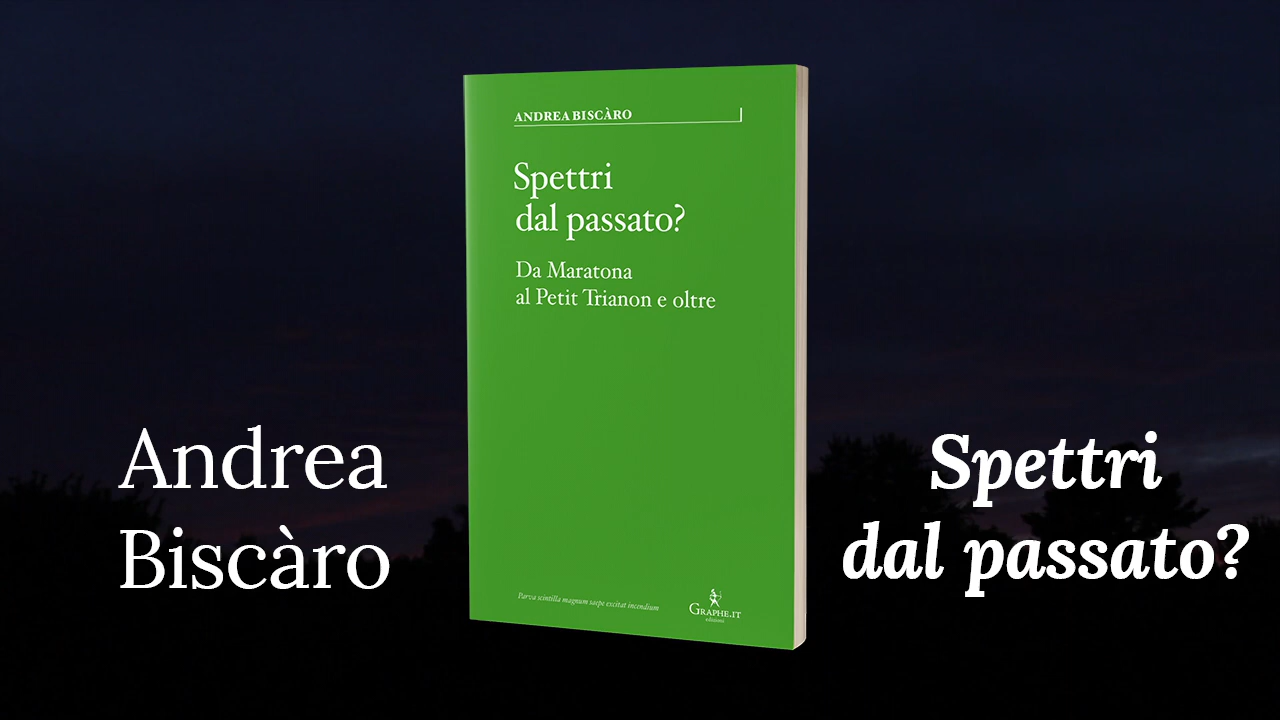 ANDREA BISCÀRO
Spettri
dal passato?
Da Maratona
al Petit Trianon e oltre
Parva scintilla magnum saepe excitat incendium
GRAPHE.IT
edizioni
Andrea
Biscàro
Spettri
dal passato?